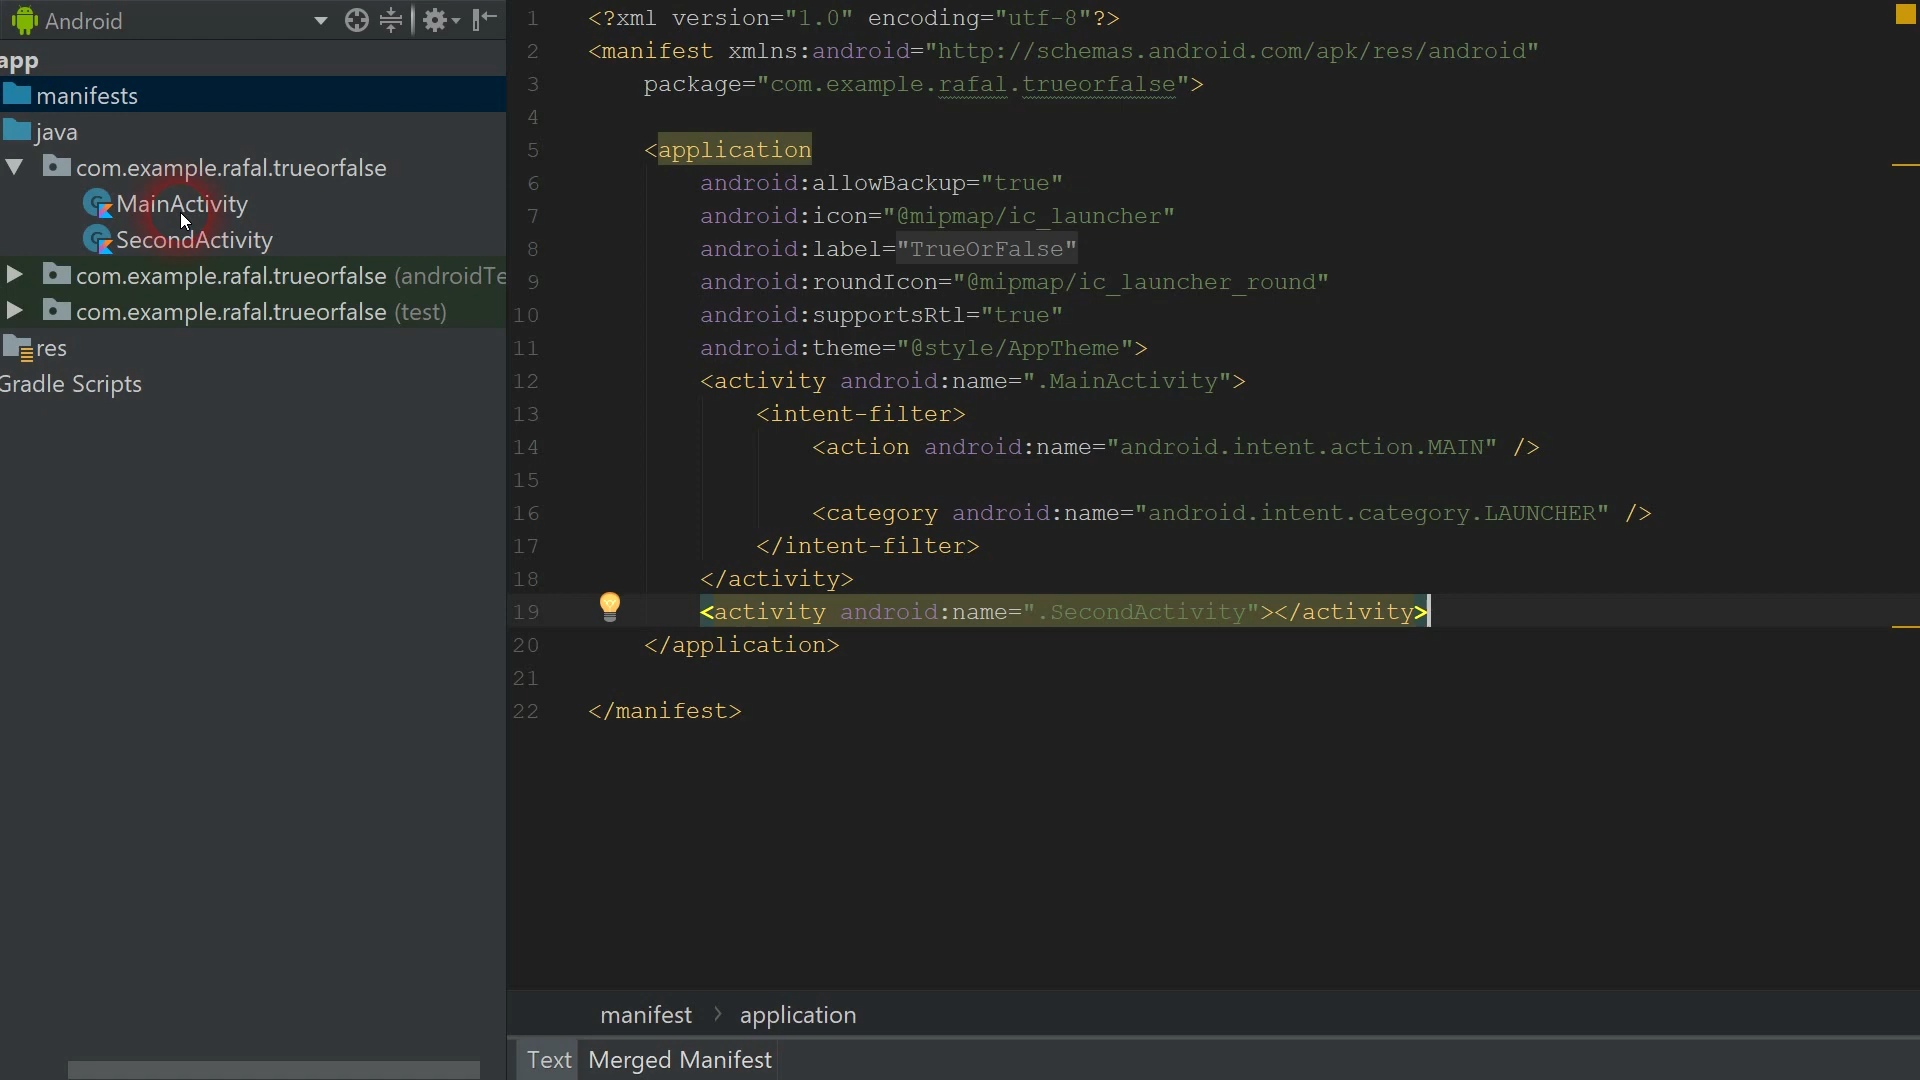 Android
app
manifests
java
com.example.rafal.trueorfalse
MainActivity
SecondActivity
com.example.rafal.trueorfalse (androidTe
com.example.rafal.trueorfalse (test)
res
Gradle Scripts
1 <?xml version="1.0" encoding="utf-8"?>
2 <manifest xmlns:android="http://schemas.android.com/apk/res/android"
3 package="com.example.rafal.trueorfalse">
4
5 <application
6 android:allowBackup="true"
7 android:icon="@mipmap/ic_launcher"
8 android:label="TrueOrFalse"
9 android:roundIcon="@mipmap/ic_launcher_round"
10 android:supportsRtl="true"
11 android:theme="@style/AppTheme">
12 <activity android:name=".MainActivity">
13 <intent-filter>
14 <action android:name="android.intent.action.MAIN" />
15
16 <category android:name="android.intent.category.LAUNCHER" />
17 </intent-filter>
18 </activity>
19 <activity android:name=".SecondActivity"></activity>
20 </application>
21
22 </manifest>
manifest > application
Text Merged Manifest